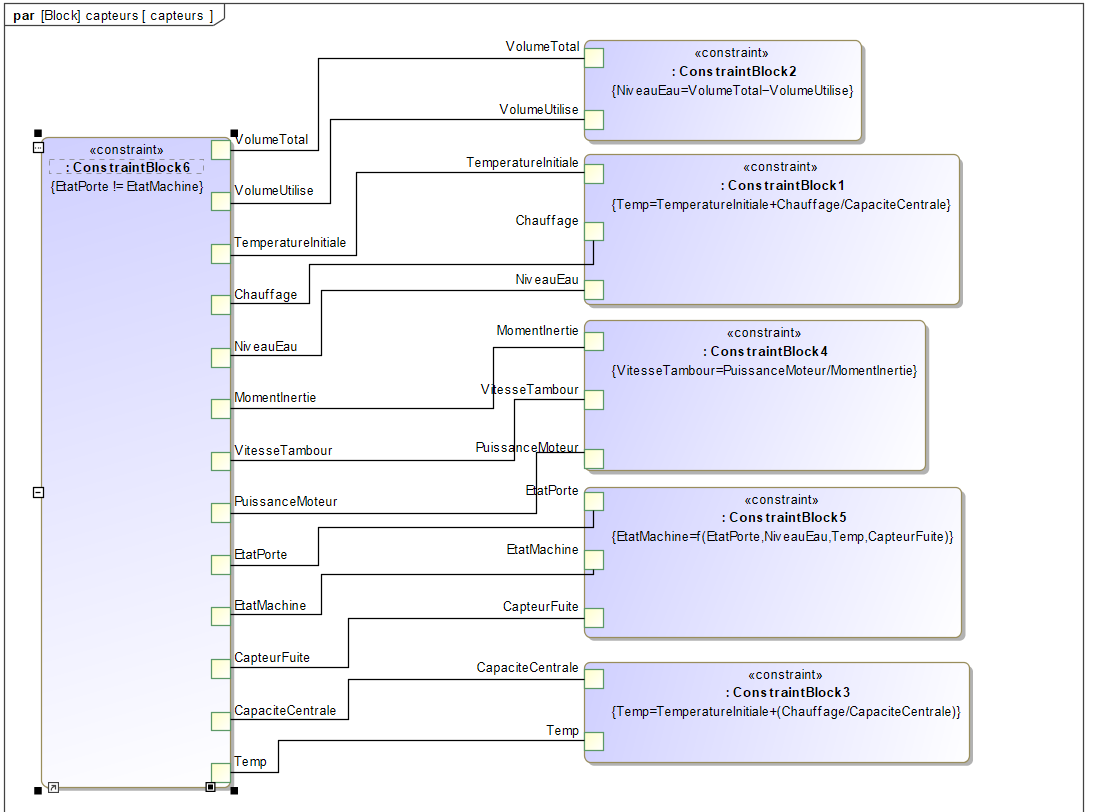 par [Block] capteurs [ capteurs ]
«constraint»
: ConstraintBlock6
{EtatPorte != EtatMachine}
VolumeTotal
VolumeUtilise
TemperatureInitiale
Chauffage
NiveauEau
MomentInertie
VitesseTambour
PuissanceMoteur
EtatPorte
EtatMachine
CapteurFuite
CapaciteCentrale
Temp
VolumeTotal
VolumeUtilise
«constraint»
: ConstraintBlock2
{NiveauEau=VolumeTotal-VolumeUtilise}
TemperatureInitiale
Chauffage
NiveauEau
«constraint»
: ConstraintBlock1
{Temp=TemperatureInitiale+Chauffage/CapaciteCentrale}
MomentInertie
VitesseTambour
PuissanceMoteur
«constraint»
: ConstraintBlock4
{VitesseTambour=PuissanceMoteur/MomentInertie}
EtatPorte
EtatMachine
CapteurFuite
«constraint»
: ConstraintBlock5
{EtatMachine=f(EtatPorte,NiveauEau,Temp,CapteurFuite)}
CapaciteCentrale
Temp
«constraint»
: ConstraintBlock3
{Temp=TemperatureInitiale+(Chauffage/CapaciteCentrale)}